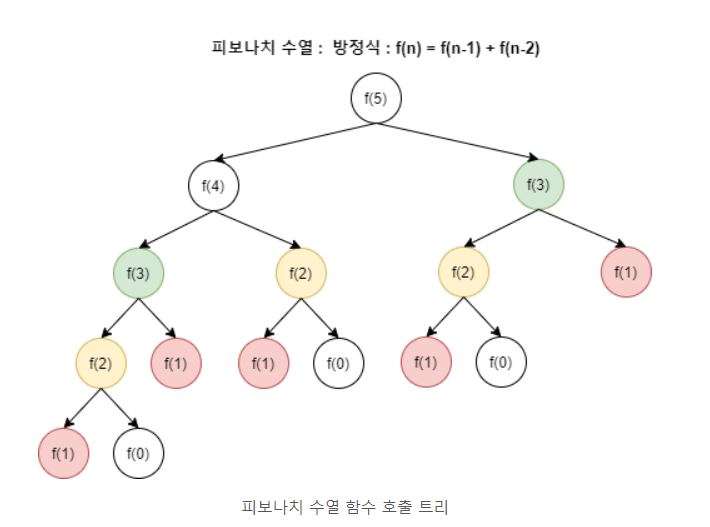 피보나치 수열 : 방정식 : f(n) = f(n-1) + f(n-2)
f(5)
f(4) f(3)
f(3) f(2) f(2) f(1)
f(2) f(1) f(1) f(0) f(1) f(0)
f(1) f(0)
피보나치 수열 함수 호출 트리